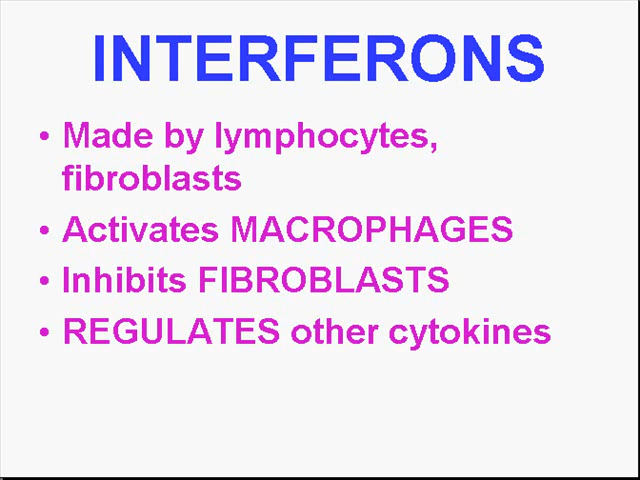 INTERFERONS
• Made by lymphocytes,
fibroblasts
• Activates MACROPHAGES
• Inhibits FIBROBLASTS
• REGULATES other cytokines